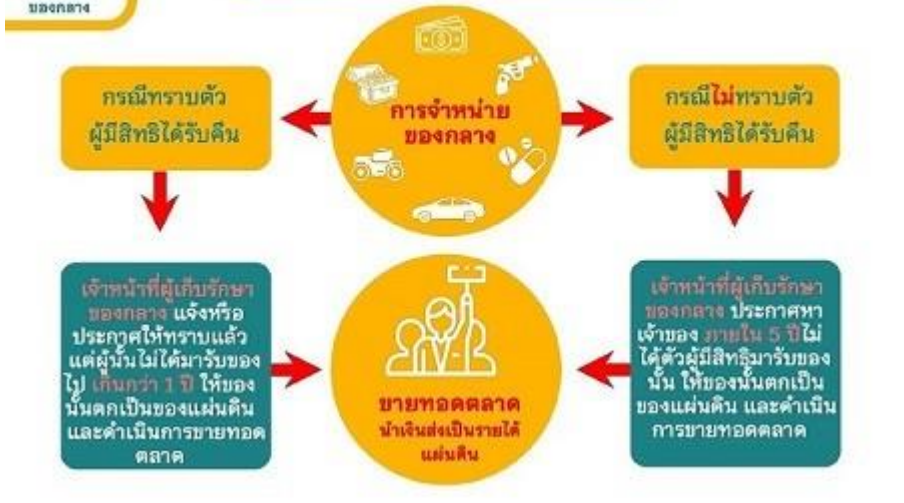 ของกลาง
กรณีทราบตัว
ผู้มีสิทธิได้รับคืน
การจำหน่าย
ของกลาง
กรณีไม่ทราบตัว
ผู้มีสิทธิได้รับคืน
เจ้าหน้าที่ผู้เก็บรักษา
ของกลาง แจ้งหรือ
ประกาศให้ทราบแล้ว
แต่ผู้นั้นไม่ได้มารับของ
ไป เกินกว่า 1 ปี ให้ของ
นั้นตกเป็นของแผ่นดิน
และดำเนินการขายทอด
ตลาด
ขายทอดตลาด
นำเงินส่งเป็นรายได้
แผ่นดิน
เจ้าหน้าที่ผู้เก็บรักษา
ของกลาง ประกาศหา
เจ้าของ ภายใน 5 ปีไม่
ได้ตัวผู้มีสิทธิมารับของ
นั้น ให้ของนั้นตกเป็น
ของแผ่นดิน และดำเนิน
การขายทอดตลาด